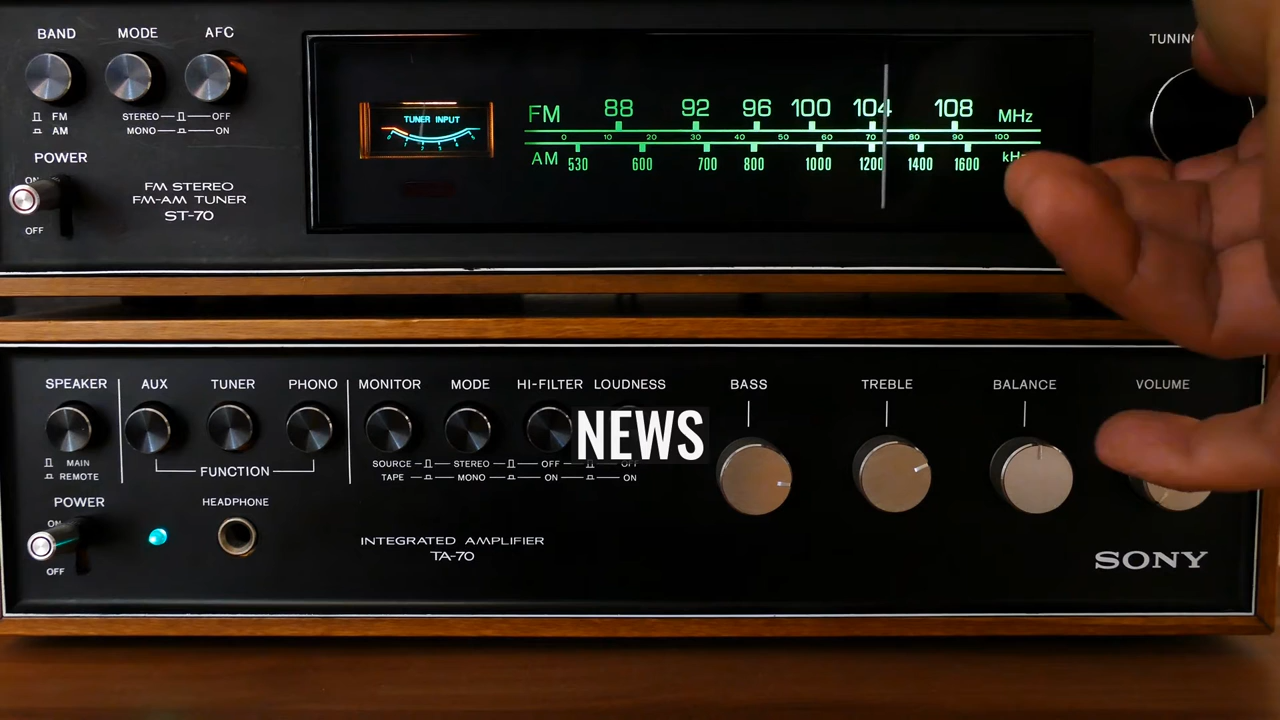 BAND MODE AFC
TUNING
FM
AM
STEREO OFF
MONO ON
POWER
ON
OFF
FM STEREO
FM-AM TUNER
ST-70
TUNER INPUT
FM 88 92 96 100 104 108 MHz
0 10 20 30 40 50 60 70 80 90 100
AM 530 600 700 800 1000 1200 1400 1600 kHz
SPEAKER AUX TUNER PHONO MONITOR MODE HI-FILTER LOUDNESS BASS TREBLE BALANCE VOLUME
NEWS
MAIN
REMOTE
FUNCTION
SOURCE STEREO OFF OFF
TAPE MONO ON ON
POWER
ON
OFF
HEADPHONE
INTEGRATED AMPLIFIER
TA-70
SONY